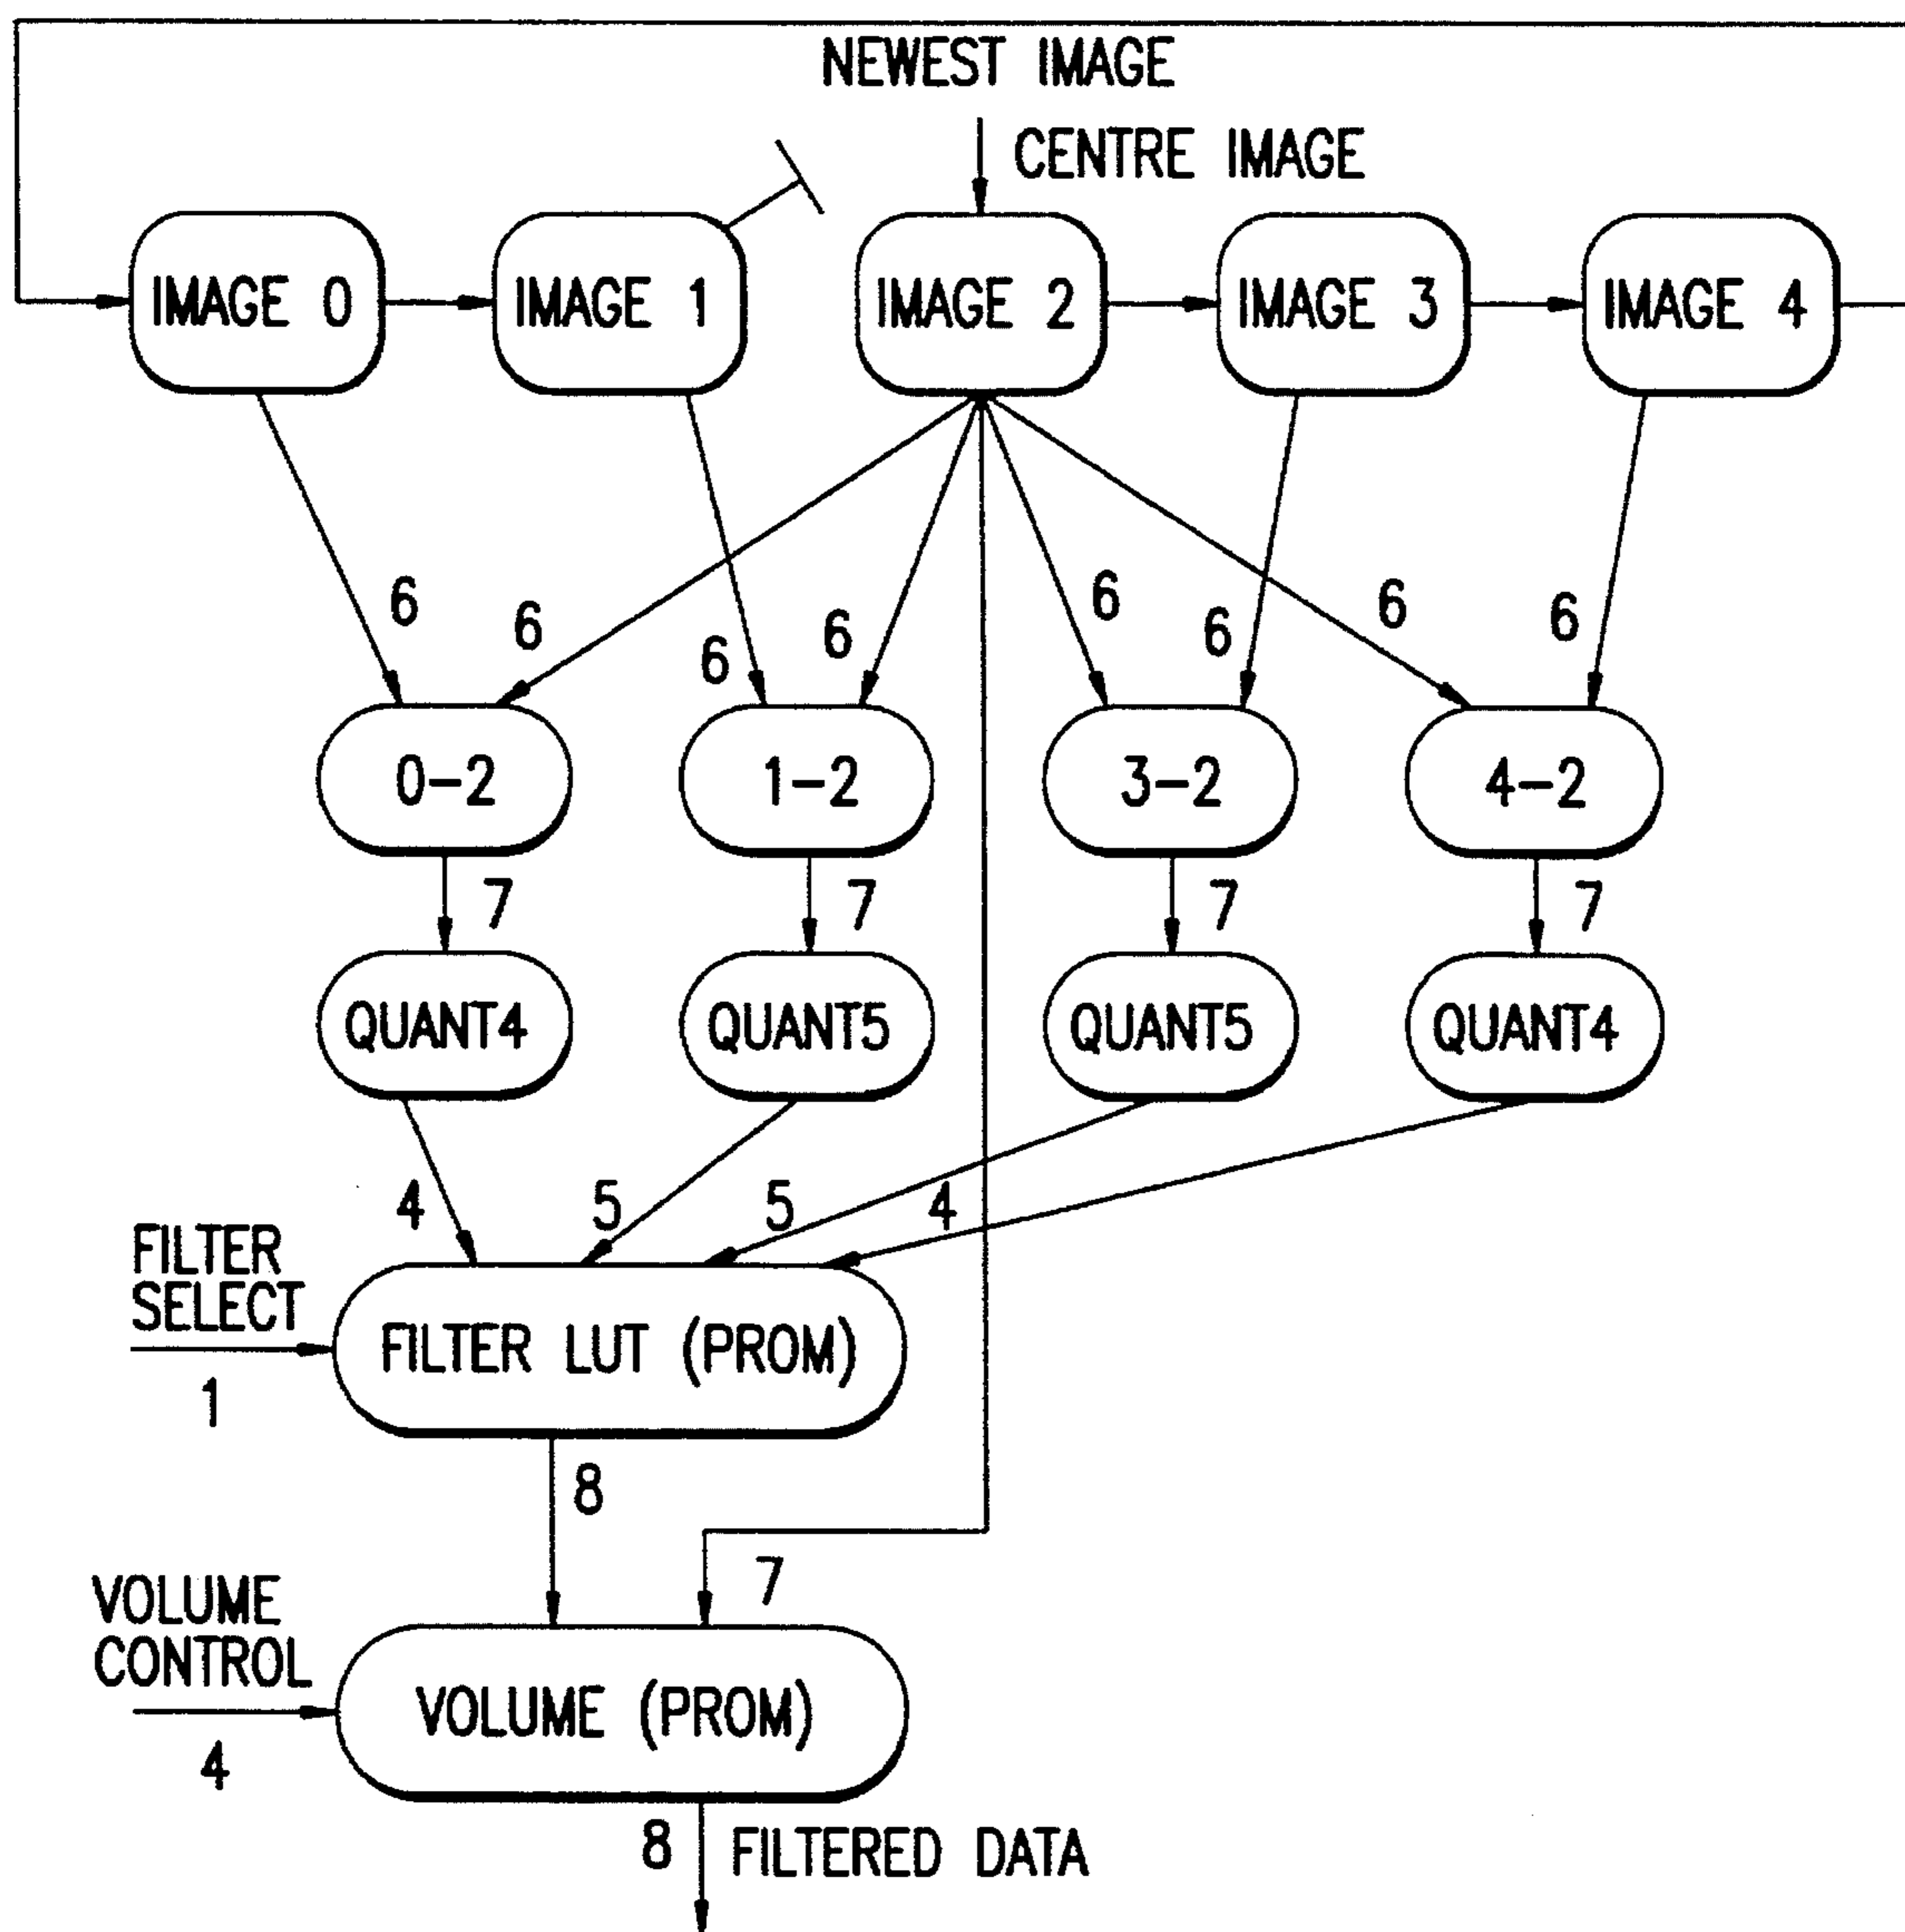 NEWEST IMAGE
CENTRE IMAGE
IMAGE 0
IMAGE 1
IMAGE 2
IMAGE 3
IMAGE 4
6
6
6
6
6
6
6
6
0-2
1-2
3-2
4-2
7
7
7
7
QUANT4
QUANT5
QUANT5
QUANT4
4
5
5
4
FILTER
SELECT
1
FILTER LUT (PROM)
8
7
VOLUME
CONTROL
4
VOLUME (PROM)
8
FILTERED DATA